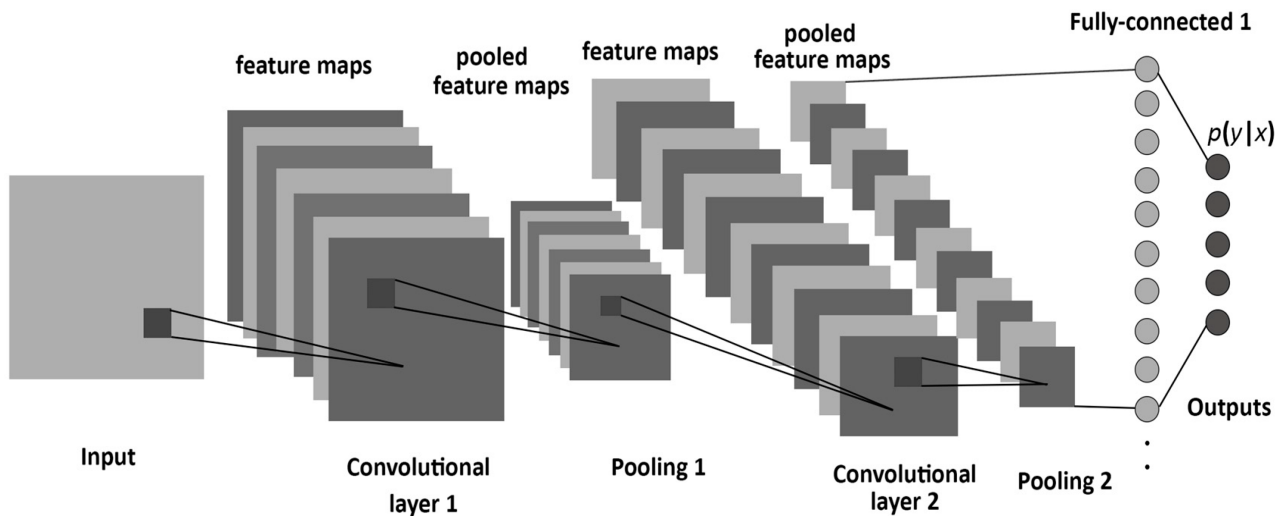 feature maps
pooled
feature maps
feature maps
pooled
feature maps
Fully-connected 1
p(y|x)
Outputs
Input
Convolutional
layer 1
Pooling 1
Convolutional
layer 2
Pooling 2